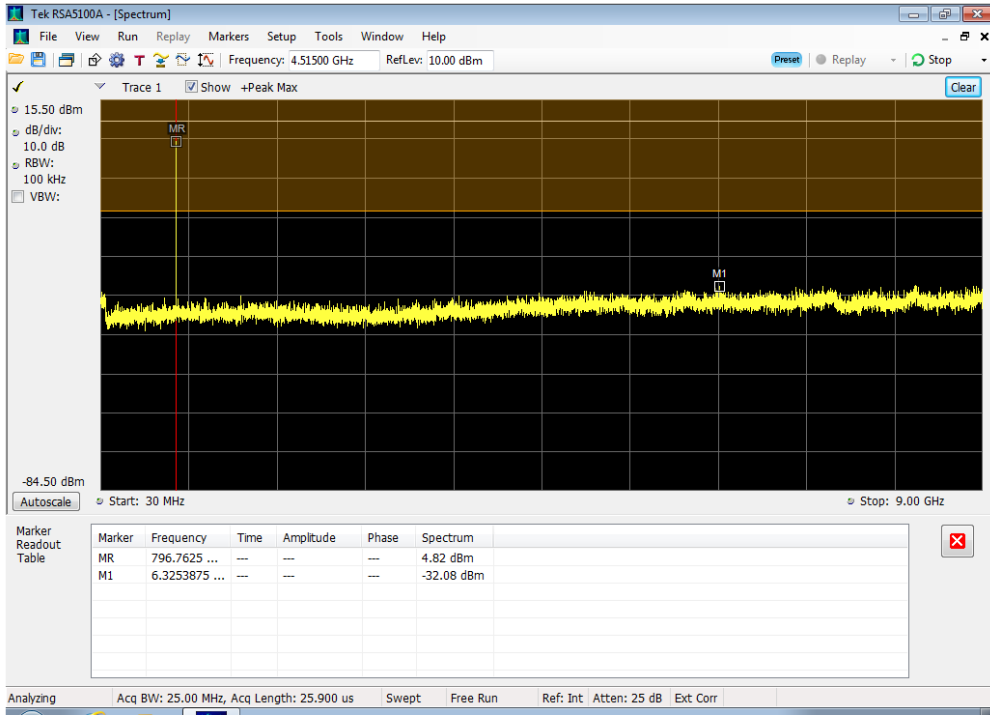 Tek RSA5100A - [Spectrum]
File View Run Replay Markers Setup Tools Window Help
T Frequency: 4.51500 GHz RefLev: 10.00 dBm Preset Replay Stop
Trace 1 Show +Peak Max Clear
15.50 dBm
dB/div:
10.0 dB
RBW:
100 kHz
VBW:
MR
M1
1
-84.50 dBm
Autoscale Start: 30 MHz Stop: 9.00 GHz
Marker Readout Table
Marker Frequency Time Amplitude Phase Spectrum
MR 796.7625 ... --- --- --- 4.82 dBm
M1 6.3253875 ... --- --- --- -32.08 dBm
Analyzing Acq BW: 25.00 MHz, Acq Length: 25.900 us Swept Free Run Ref: Int Atten: 25 dB Ext Corr